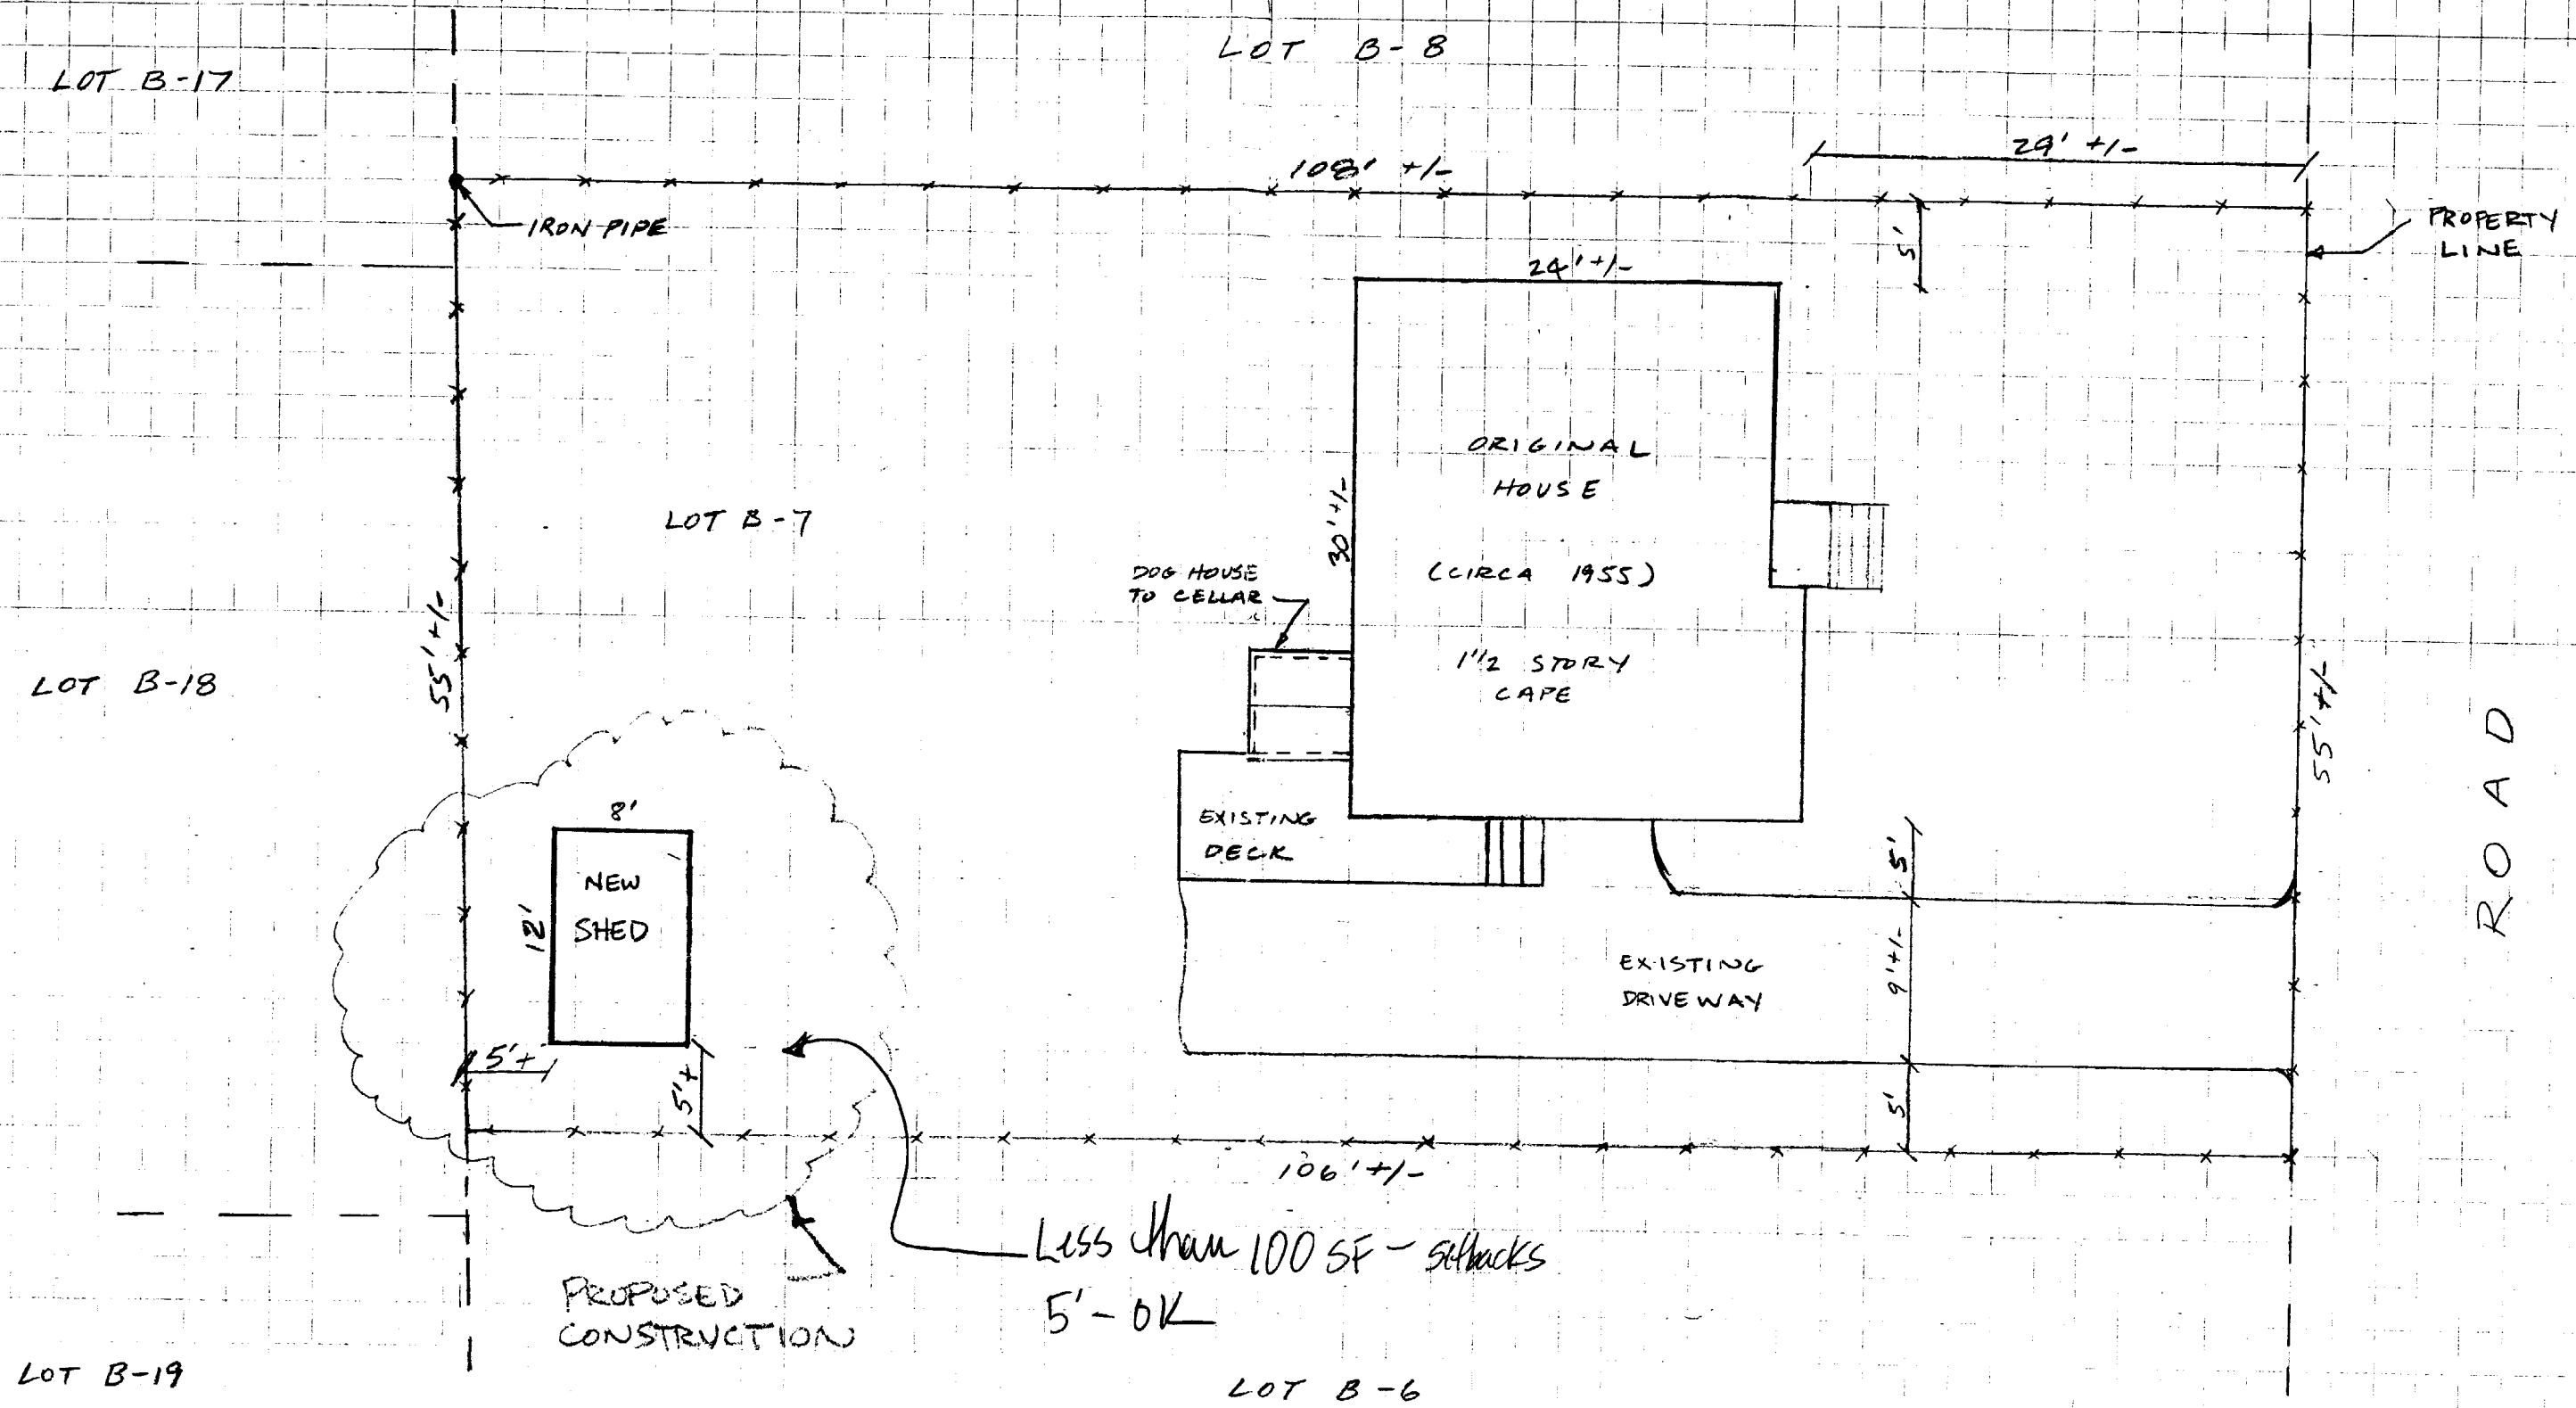 LOT B-8
LOT B-17
108' +/-
29' +/-
IRON PIPE
PROPERTY
LINE
5'
24' +/-
ORIGINAL
HOUSE
(CIRCA 1955)
1 1/2 STORY
CAPE
30' +/-
LOT B-7
DOG HOUSE
TO CELLAR
55' +/-
LOT B-18
55' +/-
ROAD
8'
NEW
SHED
12'
EXISTING
DECK
5'
9' +/-
5'
EXISTING
DRIVEWAY
5'+
5'+
106' +/-
Less than 100 SF - setbacks
5' - OK
PROPOSED
CONSTRUCTION
LOT B-19
LOT B-6